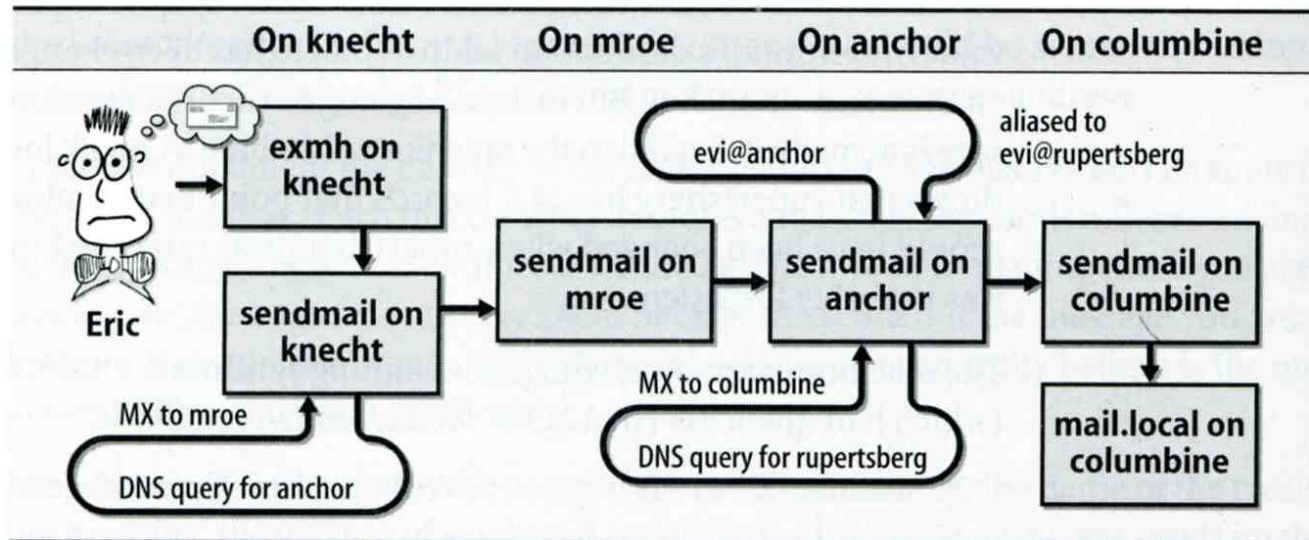 On knecht
On mroe
On anchor
On columbine
exmh on
knecht
Eric
sendmail on
knecht
MX to mroe
DNS query for anchor
sendmail on
mroe
evi@anchor
aliased to
evi@rupertsberg
sendmail on
anchor
MX to columbine
DNS query for rupertsberg
sendmail on
columbine
mail.local on
columbine